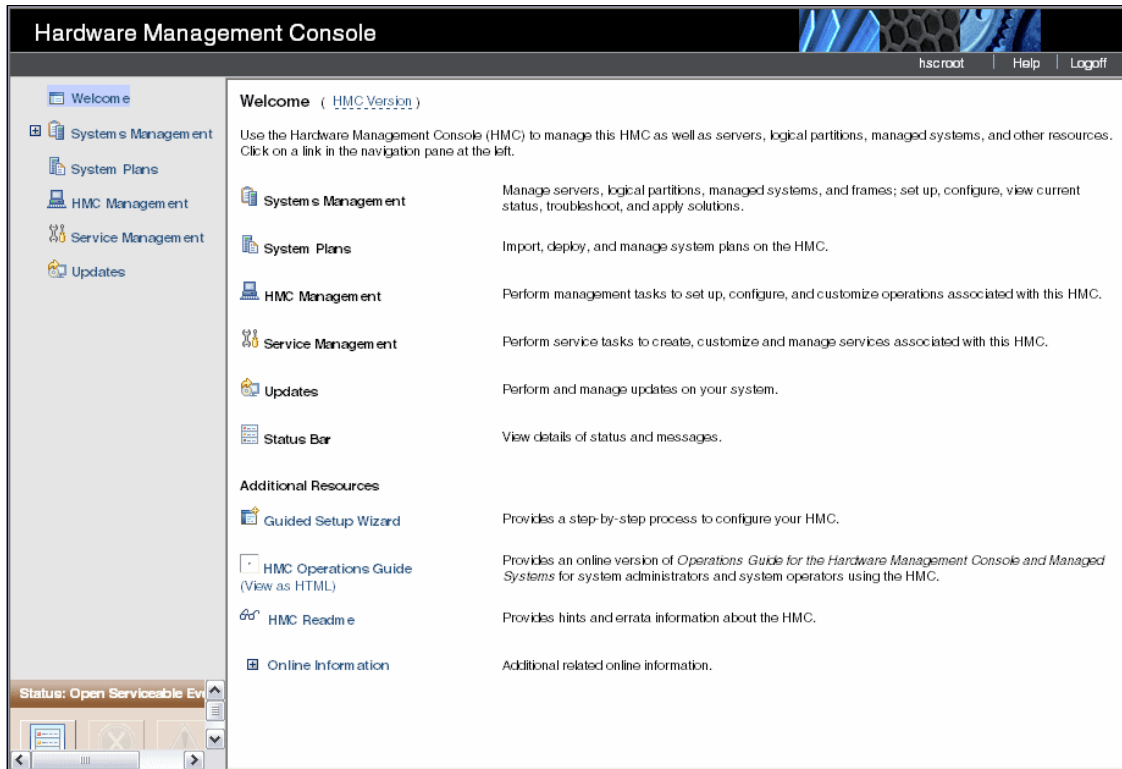 Hardware Management Console
hscroot Help Logoff
Welcome
Systems Management
System Plans
HMC Management
Service Management
Updates
Welcome ( HMC Version )
Use the Hardware Management Console (HMC) to manage this HMC as well as servers, logical partitions, managed systems, and other resources.
Click on a link in the navigation pane at the left.
Systems Management
Manage servers, logical partitions, managed systems, and frames; set up, configure, view current
status, troubleshoot, and apply solutions.
System Plans
Import, deploy, and manage system plans on the HMC.
HMC Management
Perform management tasks to set up, configure, and customize operations associated with this HMC.
Service Management
Perform service tasks to create, customize and manage services associated with this HMC.
Updates
Perform and manage updates on your system.
Status Bar
View details of status and messages.
Additional Resources
Guided Setup Wizard
Provides a step-by-step process to configure your HMC.
HMC Operations Guide
(View as HTML)
Provides an online version of Operations Guide for the Hardware Management Console and Managed
Systems for system administrators and system operators using the HMC.
HMC Readme
Provides hints and errata information about the HMC.
Online Information
Additional related online information.
Status: Open Serviceable Ev